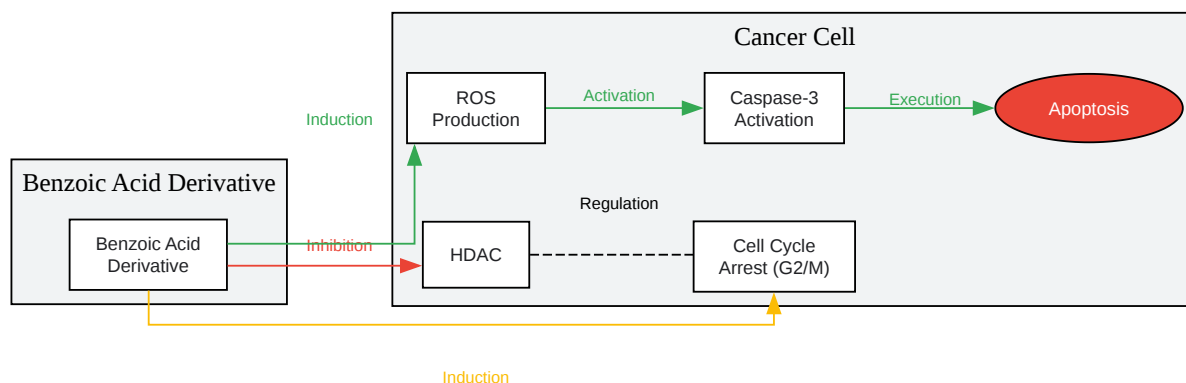 Cancer Cell
ROS
Production
Activation
Caspase-3
Activation
Execution
Apoptosis
Induction
Benzoic Acid Derivative
Benzoic Acid
Derivative
Inhibition
HDAC
Regulation
Cell Cycle
Arrest (G2/M)
Induction